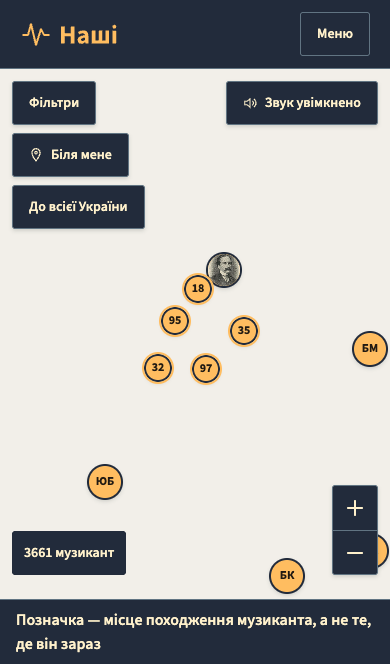 Наші
Меню
Фільтри
Звук увімкнено
Біля мене
До всієї України
18
95
35
БМ
32
97
ЮБ
3661 музикант
БК
Позначка — місце походження музиканта, а не те,
де він зараз